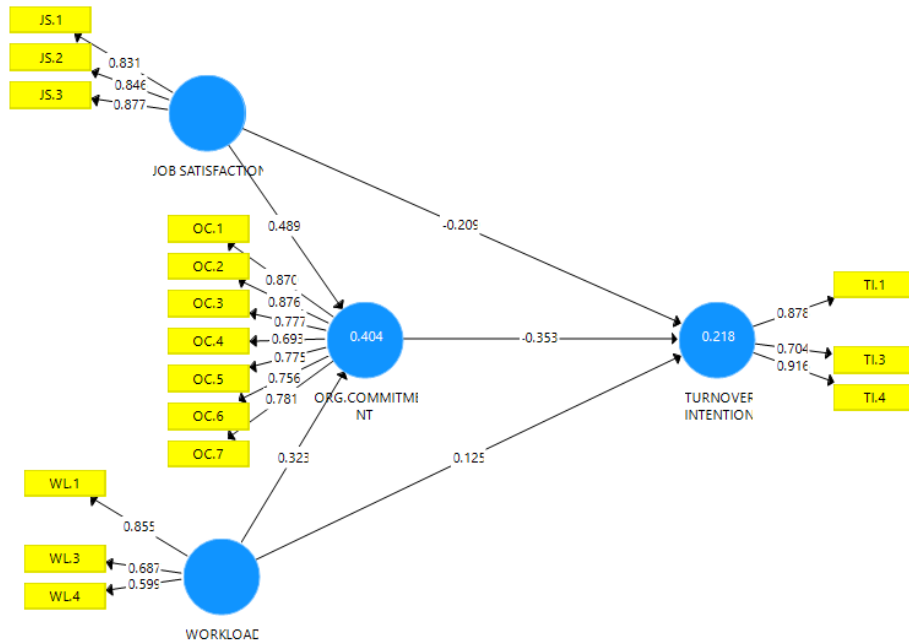 JS.1
JS.2
JS.3
0.831
0.846
0.877
JOB SATISFACTION
0.489
-0.209
OC.1
OC.2
OC.3
OC.4
OC.5
OC.6
OC.7
0.870
0.876
0.777
0.693
0.775
0.756
0.781
0.404
ORG.COMMITME
NT
-0.353
0.218
TURNOVER
INTENTION
TI.1
TI.3
TI.4
0.878
0.704
0.916
0.323
0.125
WL.1
WL.3
WL.4
0.855
0.687
0.599
WORKLOAD